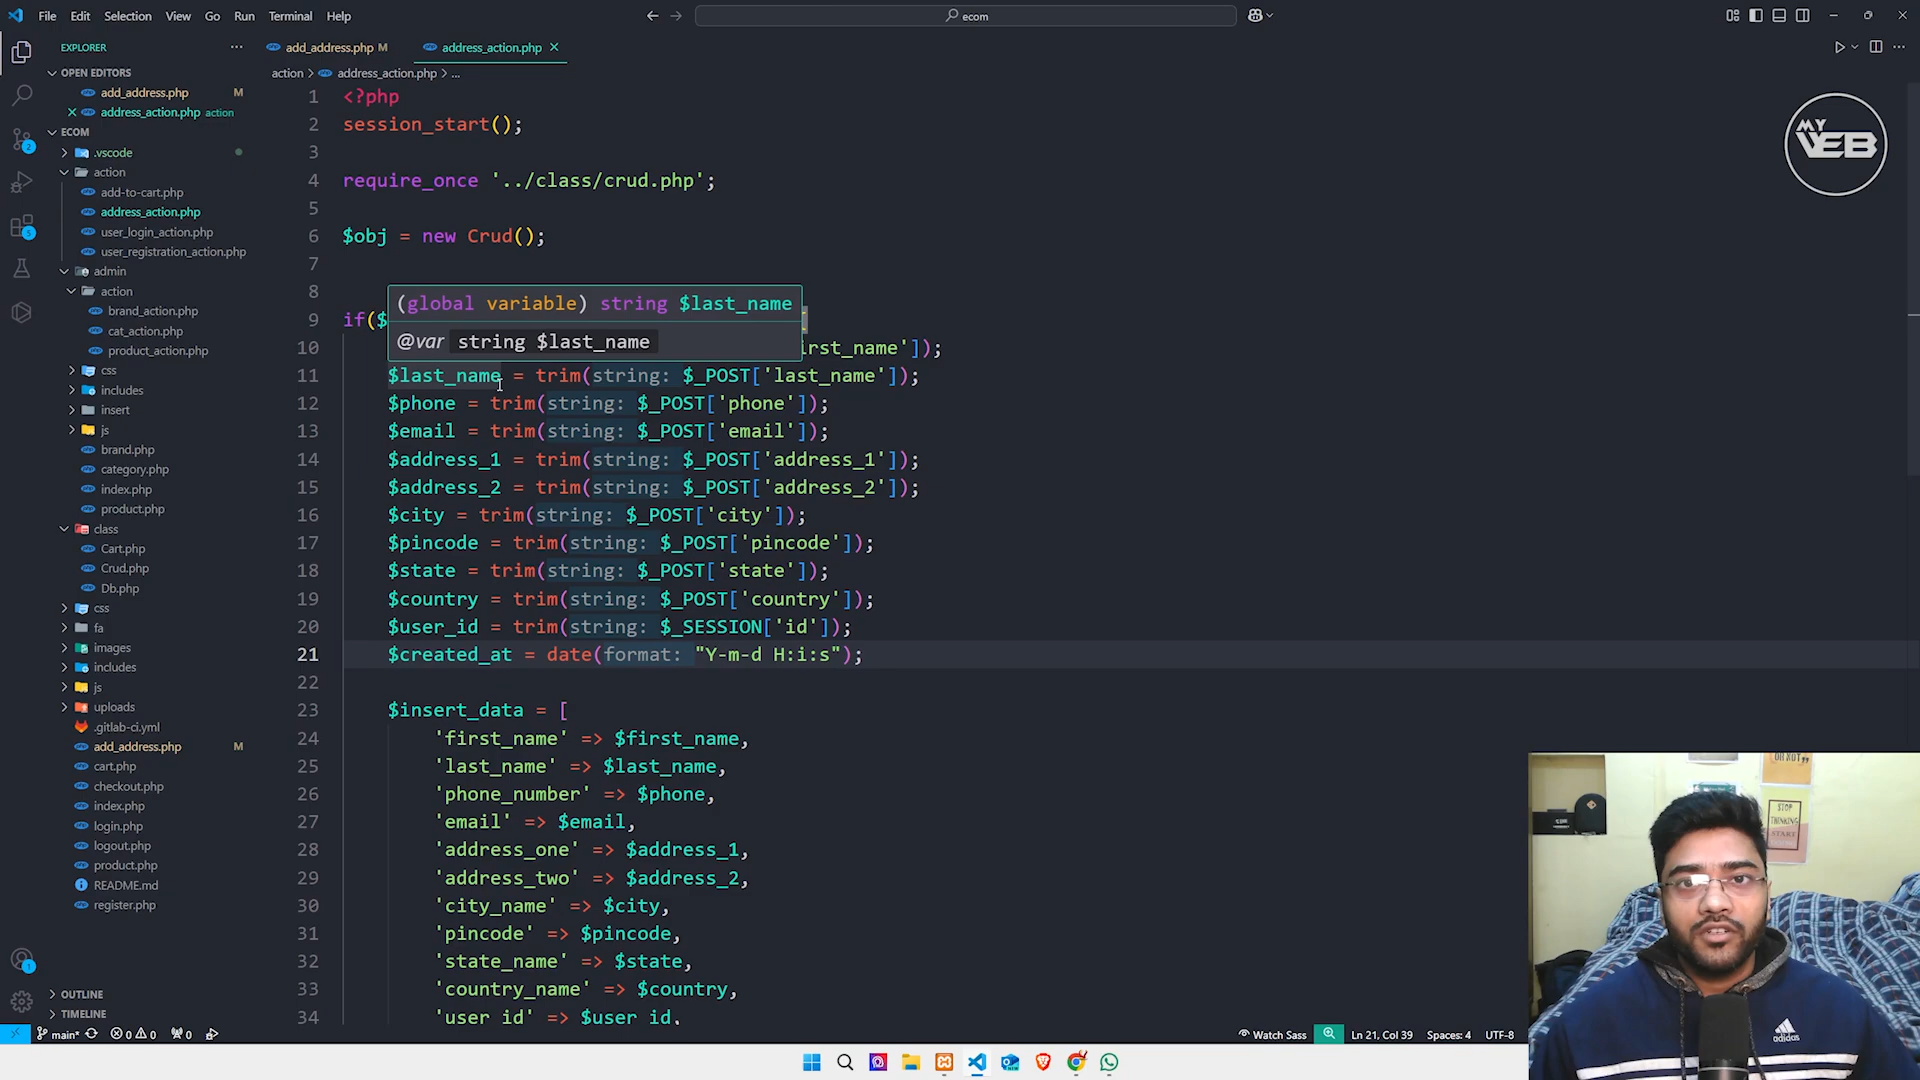 File Edit Selection View Go Run Terminal Help
ecom
EXPLORER
OPEN EDITORS
add_address.php M
address_action.php action
ECOM
.vscode
action
add-to-cart.php
address_action.php
user_login_action.php
user_registration_action.php
admin
action
brand_action.php
cat_action.php
product_action.php
css
includes
insert
js
brand.php
category.php
index.php
product.php
class
Cart.php
Crud.php
Db.php
css
fa
images
includes
js
uploads
.gitlab-ci.yml
add_address.php M
cart.php
checkout.php
index.php
login.php
logout.php
product.php
README.md
register.php
OUTLINE
TIMELINE
add_address.php M
address_action.php
action > address_action.php > ...
1 <?php
2 session_start();
3
4 require_once '../class/crud.php';
5
6 $obj = new Crud();
7
8
(global variable) string $last_name
9 if($
@var string $last_name
10 irst_name']);
11 $last_name = trim(string: $_POST['last_name']);
12 $phone = trim(string: $_POST['phone']);
13 $email = trim(string: $_POST['email']);
14 $address_1 = trim(string: $_POST['address_1']);
15 $address_2 = trim(string: $_POST['address_2']);
16 $city = trim(string: $_POST['city']);
17 $pincode = trim(string: $_POST['pincode']);
18 $state = trim(string: $_POST['state']);
19 $country = trim(string: $_POST['country']);
20 $user_id = trim(string: $_SESSION['id']);
21 $created_at = date(format: "Y-m-d H:i:s");
22
23 $insert_data = [
24 'first_name' => $first_name,
25 'last_name' => $last_name,
26 'phone_number' => $phone,
27 'email' => $email,
28 'address_one' => $address_1,
29 'address_two' => $address_2,
30 'city_name' => $city,
31 'pincode' => $pincode,
32 'state_name' => $state,
33 'country_name' => $country,
34 'user_id' => $user_id,
MY WEB
STOP THINKING START
adidas
main* 0 0 0
Watch Sass
Ln 21, Col 39
Spaces: 4
UTF-8